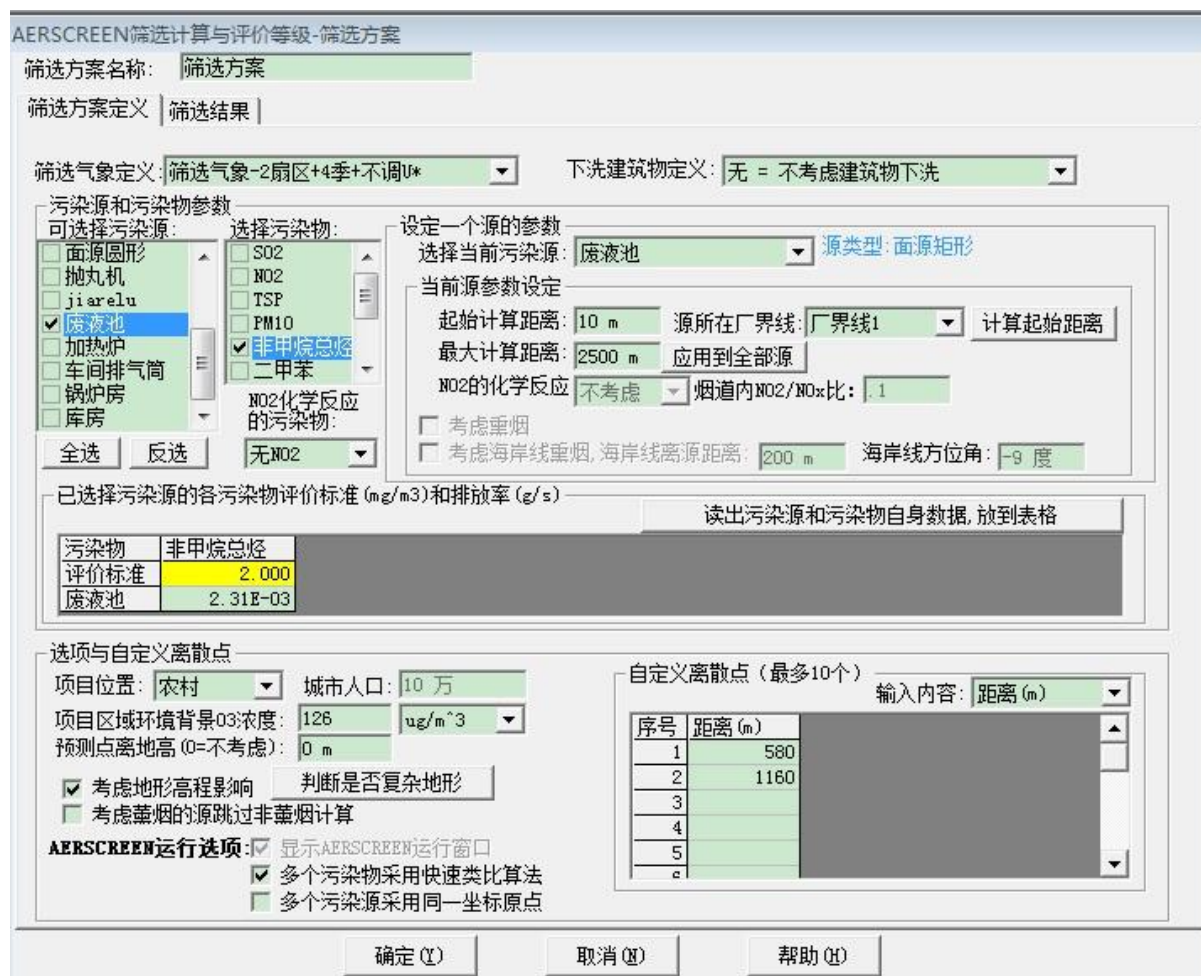 AERSCREEN筛选计算与评价等级-筛选方案
筛选方案名称: 筛选方案
筛选方案定义 筛选结果
筛选气象定义: 筛选气象-2扇区+4季+不调U* 下洗建筑物定义: 无 = 不考虑建筑物下洗
污染源和污染物参数
可选择污染源: 选择污染物:
面源圆形
抛丸机
jiarelu
废液池
加热炉
车间排气筒
锅炉房
库房
全选 反选
SO2
NO2
TSP
PM10
非甲烷总烃
二甲苯
NO2化学反应
的污染物:
无NO2
设定一个源的参数
选择当前污染源: 废液池 源类型:面源矩形
当前源参数设定
起始计算距离: 10 m 源所在厂界线: 厂界线1 计算起始距离
最大计算距离: 2500 m 应用到全部源
NO2的化学反应 不考虑 烟道内NO2/NOx比: .1
考虑重烟
考虑海岸线重烟,海岸线离源距离: 200 m 海岸线方位角: -9 度
已选择污染源的各污染物评价标准(mg/m3)和排放率(g/s)
读出污染源和污染物自身数据,放到表格
污染物 非甲烷总烃
评价标准 2.000
废液池 2.31E-03
选项与自定义离散点
项目位置: 农村 城市人口: 10 万
项目区域环境背景O3浓度: 126 ug/m^3
预测点离地高(0=不考虑): 0 m
考虑地形高程影响 判断是否复杂地形
考虑薰烟的源跳过非薰烟计算
AERSCREEN运行选项: 显示AERSCREEN运行窗口
多个污染物采用快速类比算法
多个污染源采用同一坐标原点
自定义离散点（最多10个）
输入内容: 距离(m)
序号 距离(m)
1 580
2 1160
3
4
5
确定(Y) 取消(N) 帮助(H)